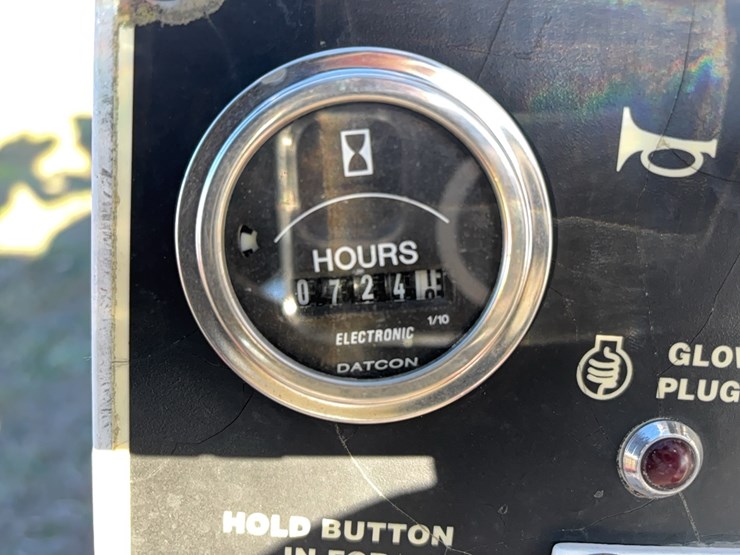 HOURS
0724
1/10
ELECTRONIC
DATCON
GLOW
PLUG
HOLD BUTTON